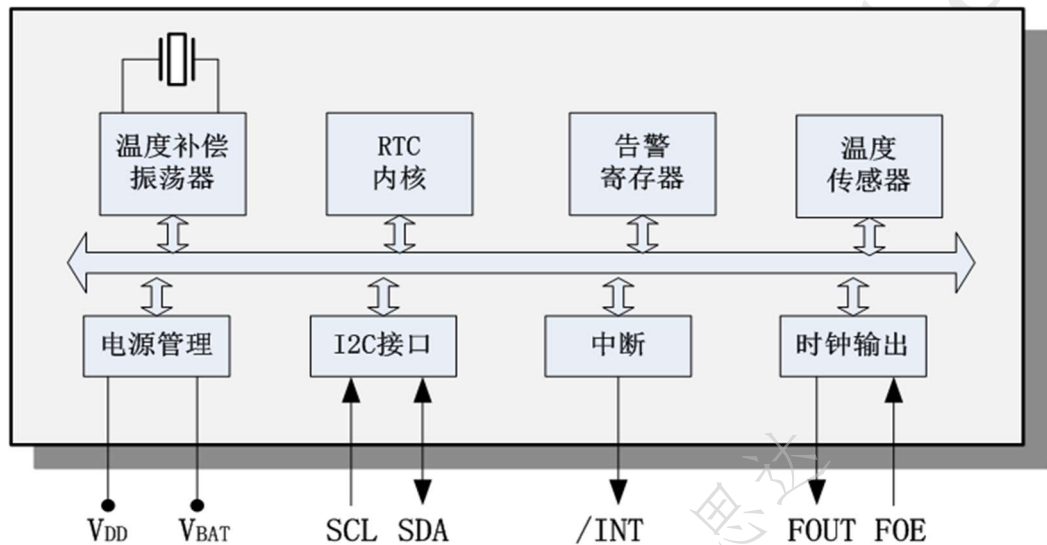 温度补偿
振荡器
RTC
内核
告警
寄存器
温度
传感器
电源管理
I2C接口
中断
时钟输出
VDD VBAT SCL SDA /INT FOUT FOE
思达